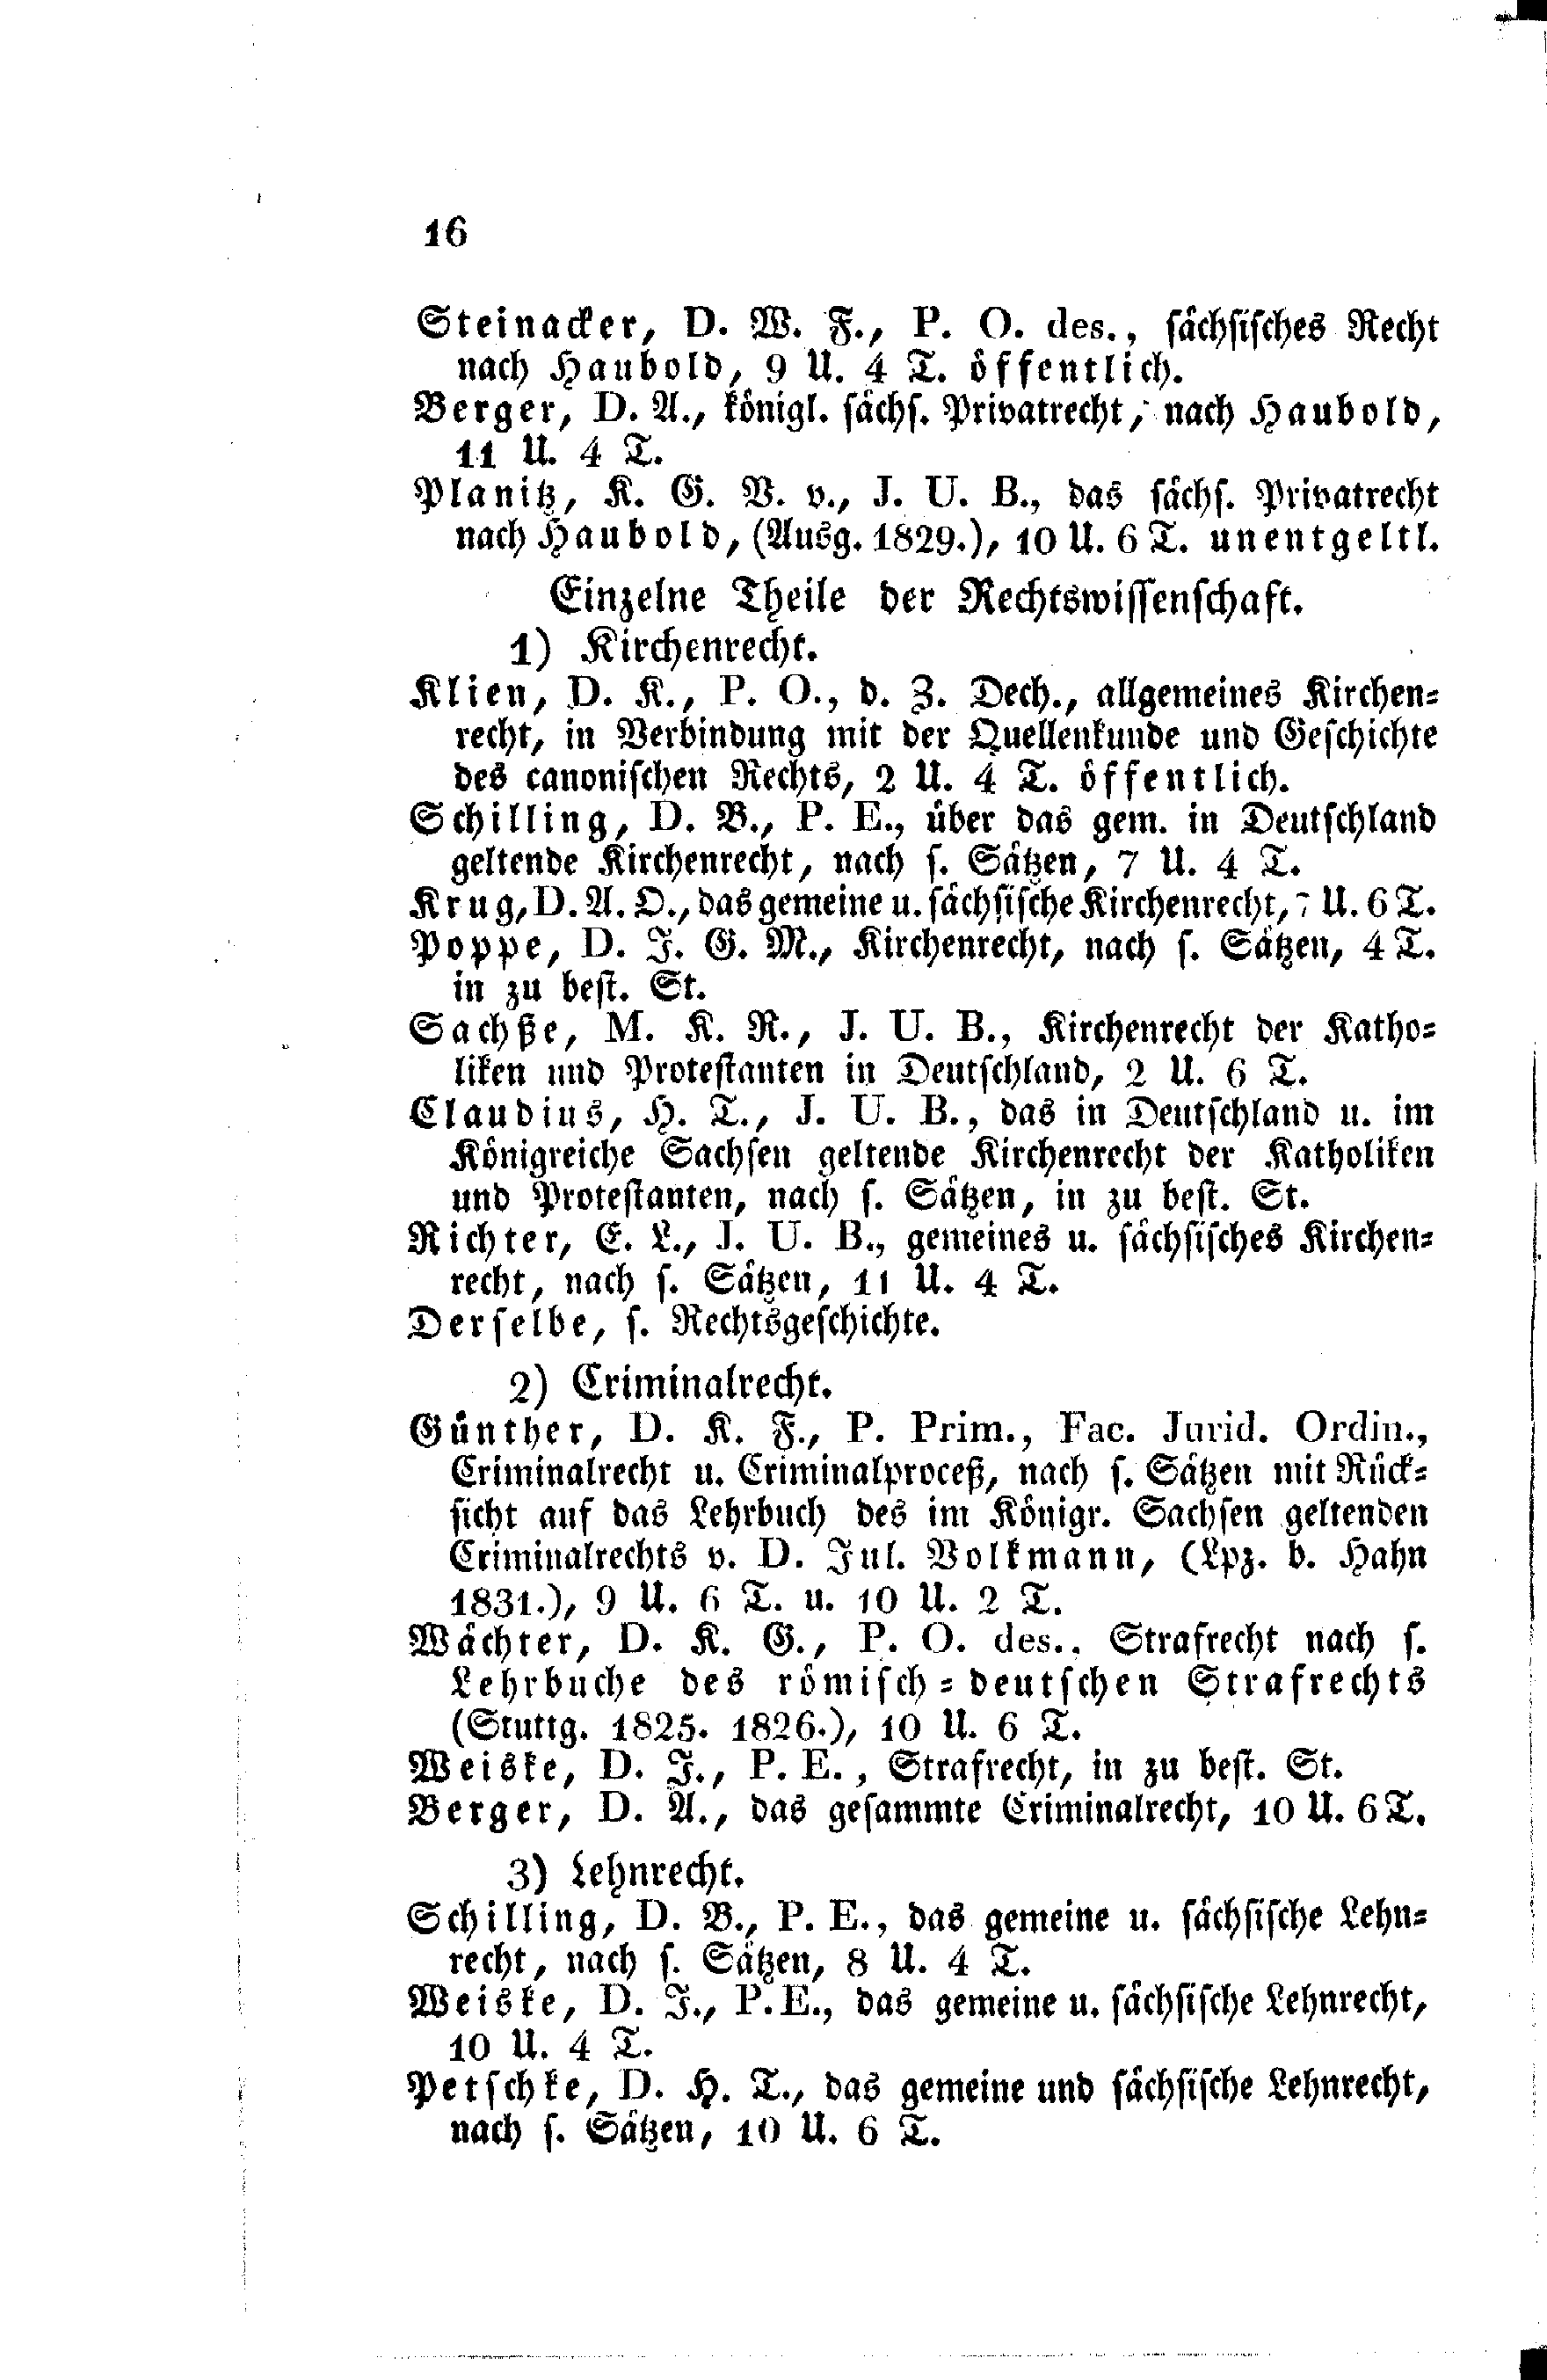 16
Steinacker, D. W. F., P. O. des., sächsisches Recht
nach Haubold, 9 U. 4 T. öffentlich.
Berger, D. A., königl. sächs. Privatrecht, nach Haubold,
11 U. 4 T.
Planitz, K. G. V. v., J. U. B., das sächs. Privatrecht
nach Haubold, (Ausg. 1829.), 10 U. 6 T. unentgeltl.
Einzelne Theile der Rechtswissenschaft.
1) Kirchenrecht.
Klien, D. K., P. O., d. Z. Dech., allgemeines Kirchen=
recht, in Verbindung mit der Quellenkunde und Geschichte
des canonischen Rechts, 2 U. 4 T. öffentlich.
Schilling, D. B., P. E., über das gem. in Deutschland
geltende Kirchenrecht, nach s. Sätzen, 7 U. 4 T.
Krug, D. A. O., das gemeine u. sächsische Kirchenrecht, 7 U. 6 T.
Poppe, D. J. G. M., Kirchenrecht, nach s. Sätzen, 4 T.
in zu best. St.
Sachße, M. K. R., J. U. B., Kirchenrecht der Katho=
liken und Protestanten in Deutschland, 2 U. 6 T.
Claudius, H. T., J. U. B., das in Deutschland u. im
Königreiche Sachsen geltende Kirchenrecht der Katholiken
und Protestanten, nach s. Sätzen, in zu best. St.
Richter, E. L., J. U. B., gemeines u. sächsisches Kirchen=
recht, nach s. Sätzen, 11 U. 4 T.
Derselbe, s. Rechtsgeschichte.
2) Criminalrecht.
Günther, D. K. F., P. Prim., Fac. Jurid. Ordin.,
Criminalrecht u. Criminalproceß, nach s. Sätzen mit Rück=
sicht auf das Lehrbuch des im Königr. Sachsen geltenden
Criminalrechts v. D. Jul. Volkmann, (Lpz. b. Hahn
1831.), 9 U. 6 T. u. 10 U. 2 T.
Wächter, D. K. G., P. O. des., Strafrecht nach s.
Lehrbuche des römisch=deutschen Strafrechts
(Stuttg. 1825. 1826.), 10 U. 6 T.
Weiske, D. J., P. E., Strafrecht, in zu best. St.
Berger, D. A., das gesammte Criminalrecht, 10 U. 6 T.
3) Lehnrecht.
Schilling, D. B., P. E., das gemeine u. sächsische Lehn=
recht, nach s. Sätzen, 8 U. 4 T.
Weiske, D. J., P. E., das gemeine u. sächsische Lehnrecht,
10 U. 4 T.
Petschke, D. H. T., das gemeine und sächsische Lehnrecht,
nach s. Sätzen, 10 U. 6 T.